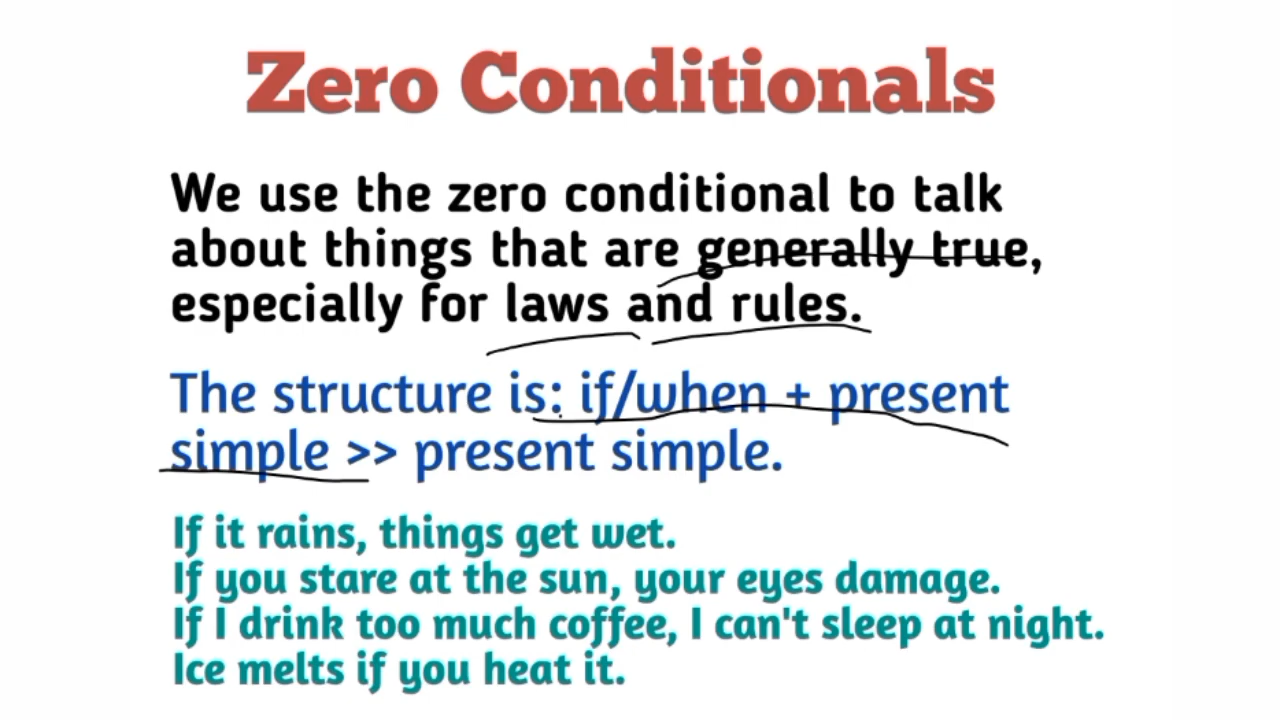 Zero Conditionals
We use the zero conditional to talk
about things that are generally true,
especially for laws and rules.
The structure is: if/when + present
simple >> present simple.
If it rains, things get wet.
If you stare at the sun, your eyes damage.
If I drink too much coffee, I can't sleep at night.
Ice melts if you heat it.